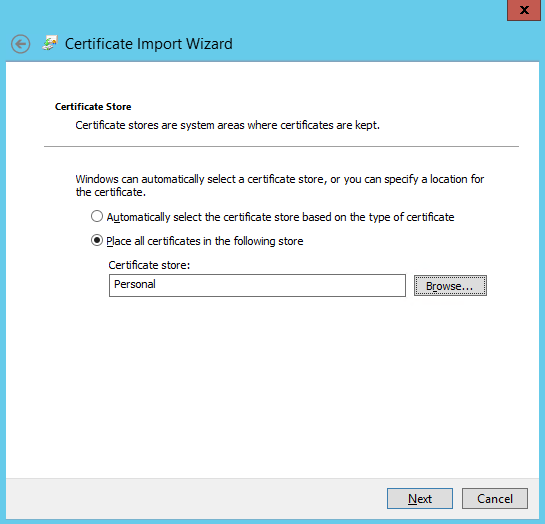 x
Certificate Import Wizard
Certificate Store
Certificate stores are system areas where certificates are kept.
Windows can automatically select a certificate store, or you can specify a location for
the certificate.
Automatically select the certificate store based on the type of certificate
Place all certificates in the following store
Certificate store:
Personal
Browse...
Next
Cancel